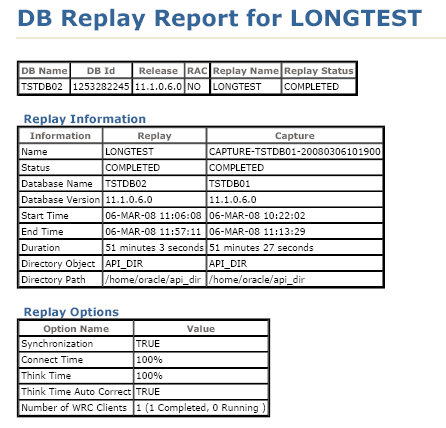 DB Replay Report for LONGTEST
DB Name DB Id Release RAC Replay Name Replay Status
TSTDB02 1253282245 11.1.0.6.0 NO LONGTEST COMPLETED
Replay Information
Information Replay Capture
Name LONGTEST CAPTURE-TSTDB01-20080306101900
Status COMPLETED COMPLETED
Database Name TSTDB02 TSTDB01
Database Version 11.1.0.6.0 11.1.0.6.0
Start Time 06-MAR-08 11:06:08 06-MAR-08 10:22:02
End Time 06-MAR-08 11:57:11 06-MAR-08 11:13:29
Duration 51 minutes 3 seconds 51 minutes 27 seconds
Directory Object API_DIR API_DIR
Directory Path /home/oracle/api_dir /home/oracle/api_dir
Replay Options
Option Name Value
Synchronization TRUE
Connect Time 100%
Think Time 100%
Think Time Auto Correct TRUE
Number of WRC Clients 1 (1 Completed, 0 Running )